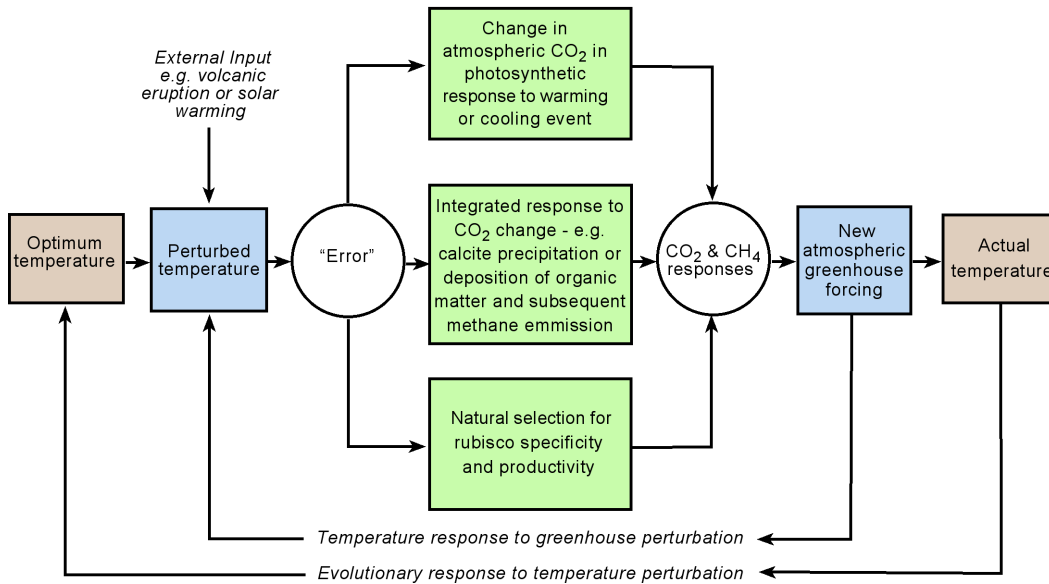 External Input
e.g. volcanic
eruption or solar
warming
Optimum
temperature
Perturbed
temperature
“Error”
Change in
atmospheric CO2 in
photosynthetic
response to warming
or cooling event
Integrated response to
CO2 change - e.g.
calcite precipitation or
deposition of organic
matter and subsequent
methane emmission
Natural selection for
rubisco specificity
and productivity
CO2 & CH4
responses
New
atmospheric
greenhouse
forcing
Actual
temperature
Temperature response to greenhouse perturbation
Evolutionary response to temperature perturbation